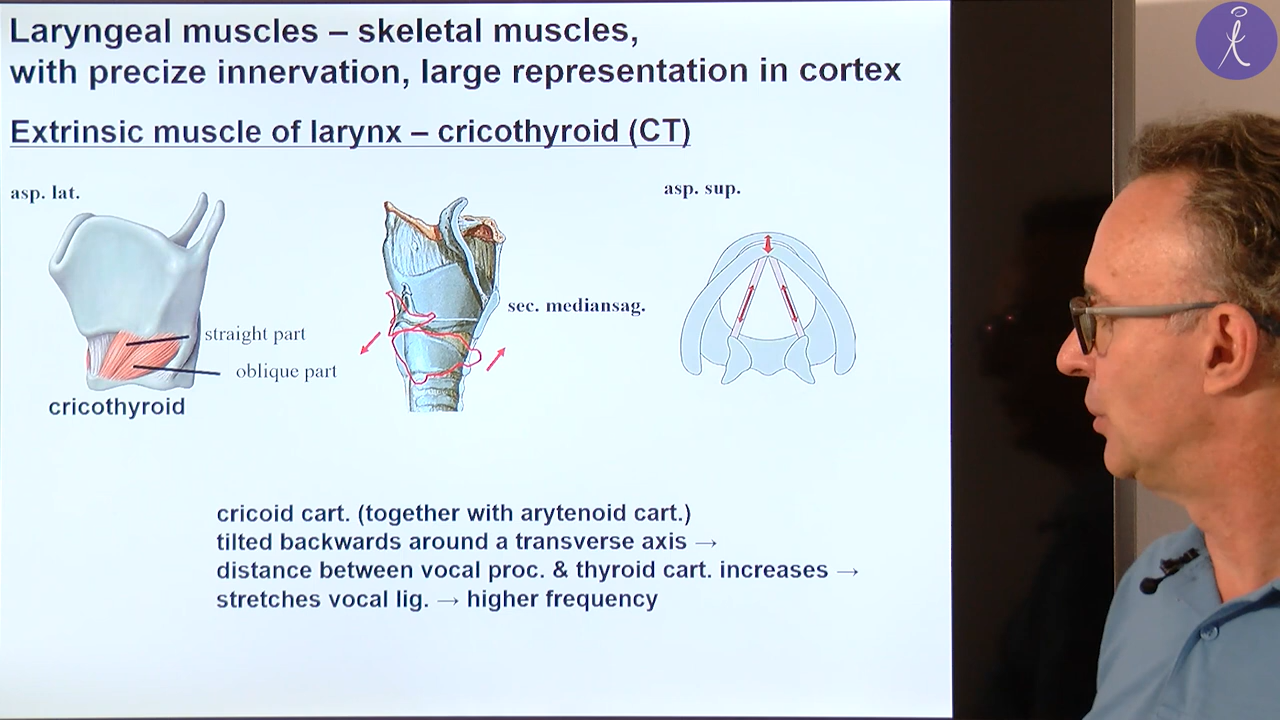 Laryngeal muscles – skeletal muscles,
with precize innervation, large representation in cortex
Extrinsic muscle of larynx – cricothyroid (CT)
asp. lat.
asp. sup.
sec. mediansag.
straight part
oblique part
cricothyroid
cricoid cart. (together with arytenoid cart.)
tilted backwards around a transverse axis →
distance between vocal proc. & thyroid cart. increases →
stretches vocal lig. → higher frequency